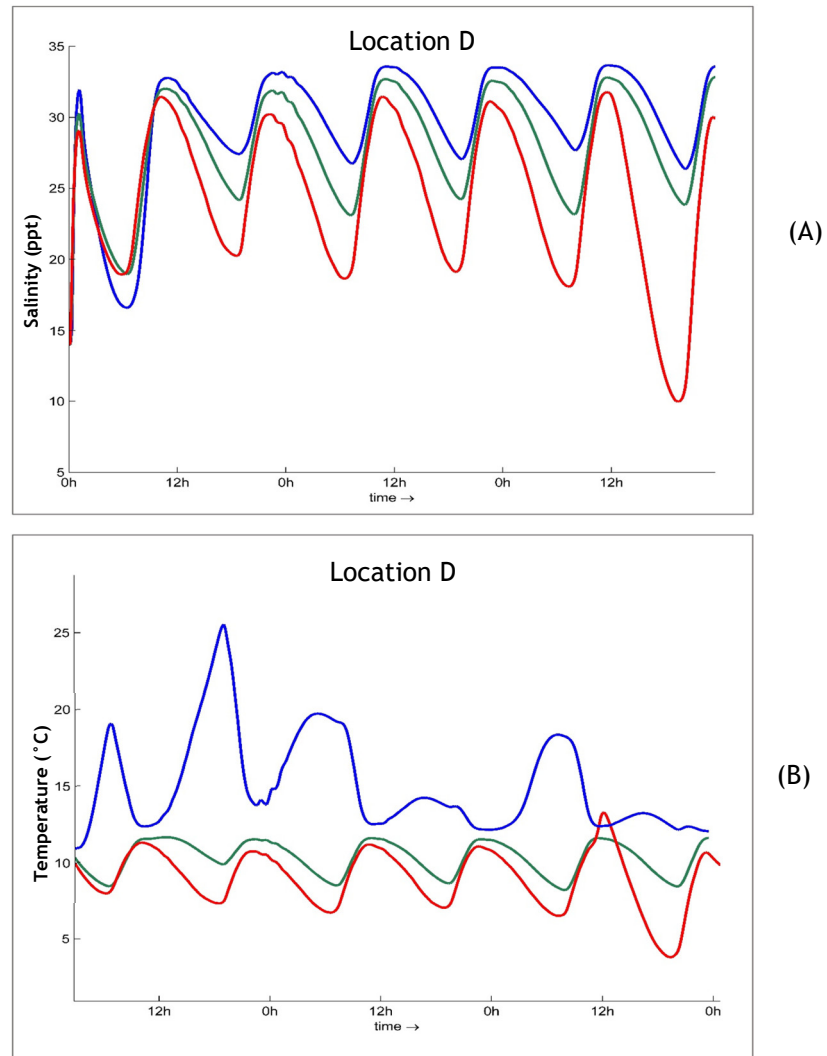 Location D
(A)
Salinity (ppt)
35
30
25
20
15
10
5
0h 12h 0h 12h 0h 12h
time →
Location D
(B)
Temperature (˚C)
25
20
15
10
5
12h 0h 12h 0h 12h 0h
time →